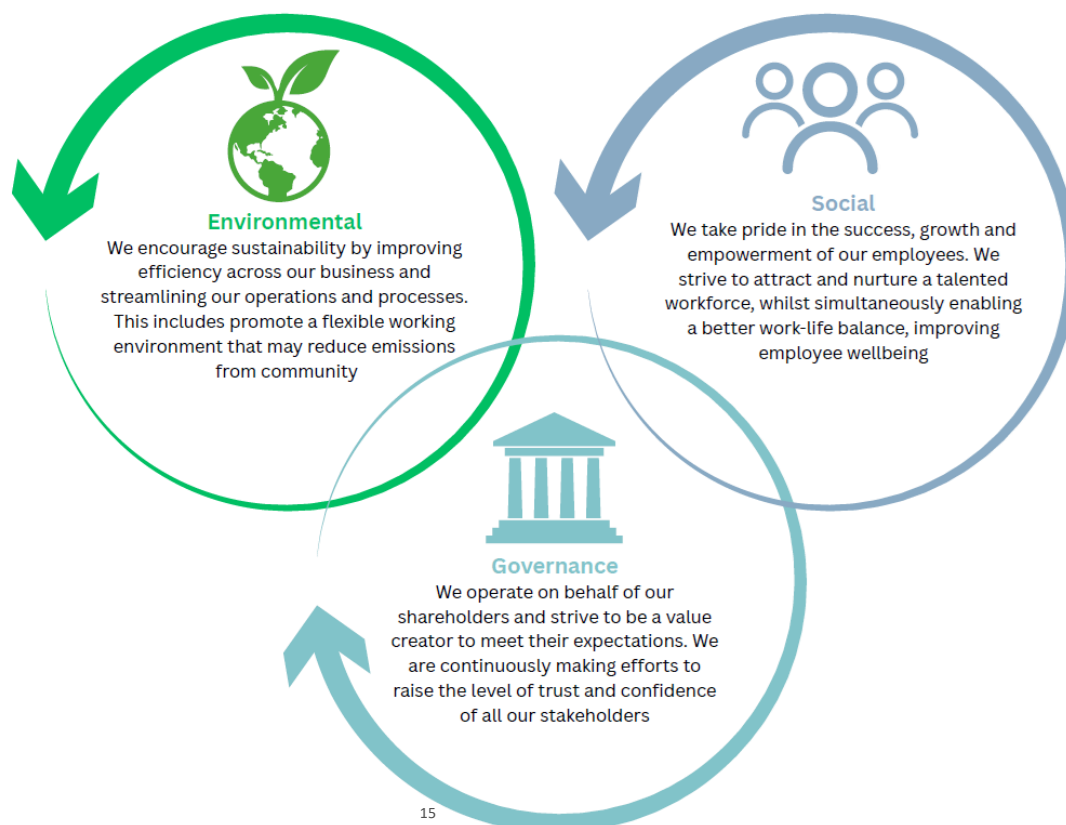 Environmental
We encourage sustainability by improving
efficiency across our business and
streamlining our operations and processes.
This includes promote a flexible working
environment that may reduce emissions
from community
Social
We take pride in the success, growth and
empowerment of our employees. We
strive to attract and nurture a talented
workforce, whilst simultaneously enabling
a better work-life balance, improving
employee wellbeing
Governance
We operate on behalf of our
shareholders and strive to be a value
creator to meet their expectations. We
are continuously making efforts to
raise the level of trust and confidence
of all our stakeholders
15